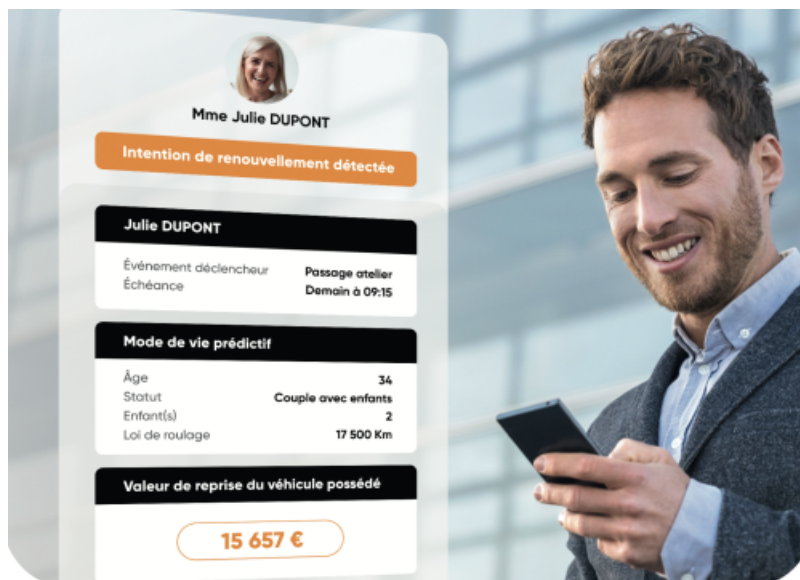 Mme Julie DUPONT
Intention de renouvellement détectée
Julie DUPONT
Événement déclencheur Passage atelier
Échéance Demain à 09:15
Mode de vie prédictif
Âge 34
Statut Couple avec enfants
Enfant(s) 2
Loi de roulage 17 500 Km
Valeur de reprise du véhicule possédé
15 657 €